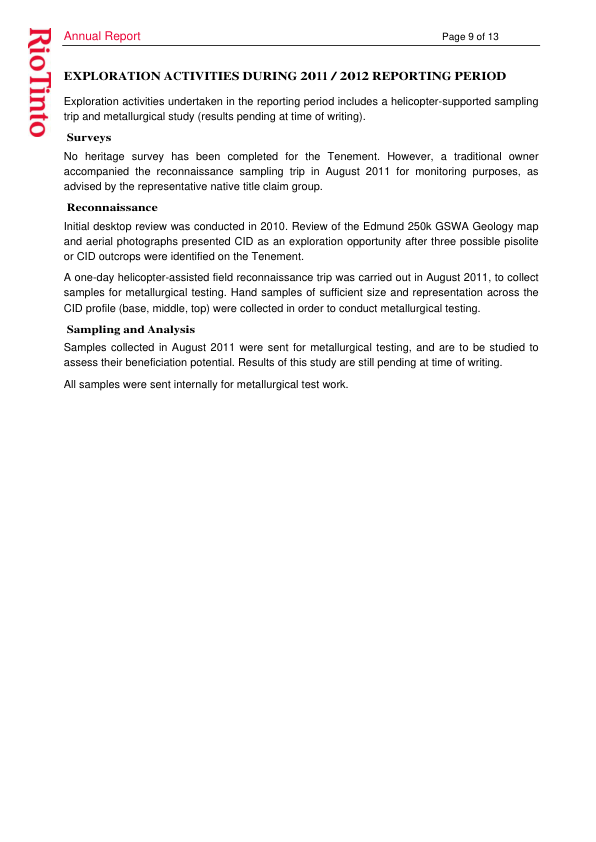 RioTinto
Annual Report
Page 9 of 13
EXPLORATION ACTIVITIES DURING 2011 / 2012 REPORTING PERIOD
Exploration activities undertaken in the reporting period includes a helicopter-supported sampling
trip and metallurgical study (results pending at time of writing).
Surveys
No heritage survey has been completed for the Tenement. However, a traditional owner
accompanied the reconnaissance sampling trip in August 2011 for monitoring purposes, as
advised by the representative native title claim group.
Reconnaissance
Initial desktop review was conducted in 2010. Review of the Edmund 250k GSWA Geology map
and aerial photographs presented CID as an exploration opportunity after three possible pisolite
or CID outcrops were identified on the Tenement.
A one-day helicopter-assisted field reconnaissance trip was carried out in August 2011, to collect
samples for metallurgical testing. Hand samples of sufficient size and representation across the
CID profile (base, middle, top) were collected in order to conduct metallurgical testing.
Sampling and Analysis
Samples collected in August 2011 were sent for metallurgical testing, and are to be studied to
assess their beneficiation potential. Results of this study are still pending at time of writing.
All samples were sent internally for metallurgical test work.